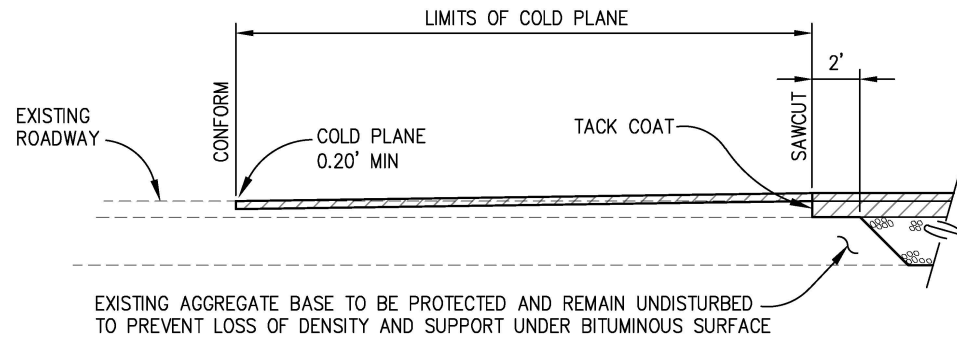 LIMITS OF COLD PLANE
2'
CONFORM
SAWCUT
EXISTING
ROADWAY
COLD PLANE
0.20' MIN
TACK COAT
EXISTING AGGREGATE BASE TO BE PROTECTED AND REMAIN UNDISTURBED
TO PREVENT LOSS OF DENSITY AND SUPPORT UNDER BITUMINOUS SURFACE